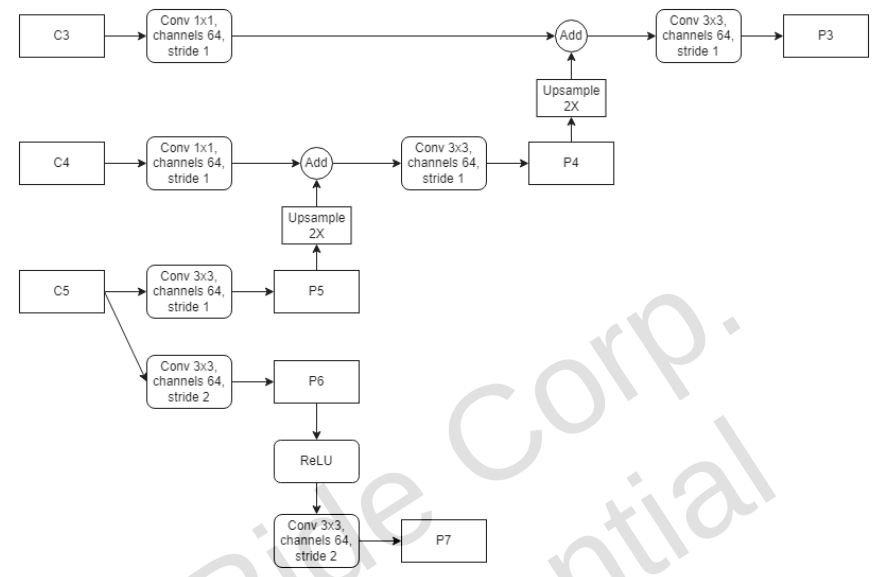 C3
Conv 1x1,
channels 64,
stride 1
Add
Conv 3x3,
channels 64,
stride 1
P3
Upsample
2X
C4
Conv 1x1,
channels 64,
stride 1
Add
Conv 3x3,
channels 64,
stride 1
P4
Upsample
2X
C5
Conv 3x3,
channels 64,
stride 1
P5
Conv 3x3,
channels 64,
stride 2
P6
ReLU
Conv 3x3,
channels 64,
stride 2
P7
Corp.